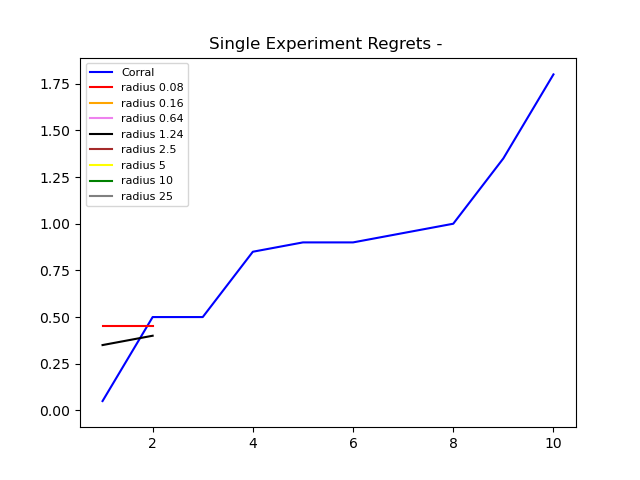 Single Experiment Regrets -
Corral
radius 0.08
radius 0.16
radius 0.64
radius 1.24
radius 2.5
radius 5
radius 10
radius 25
1.75
1.50
1.25
1.00
0.75
0.50
0.25
0.00
2 4 6 8 10